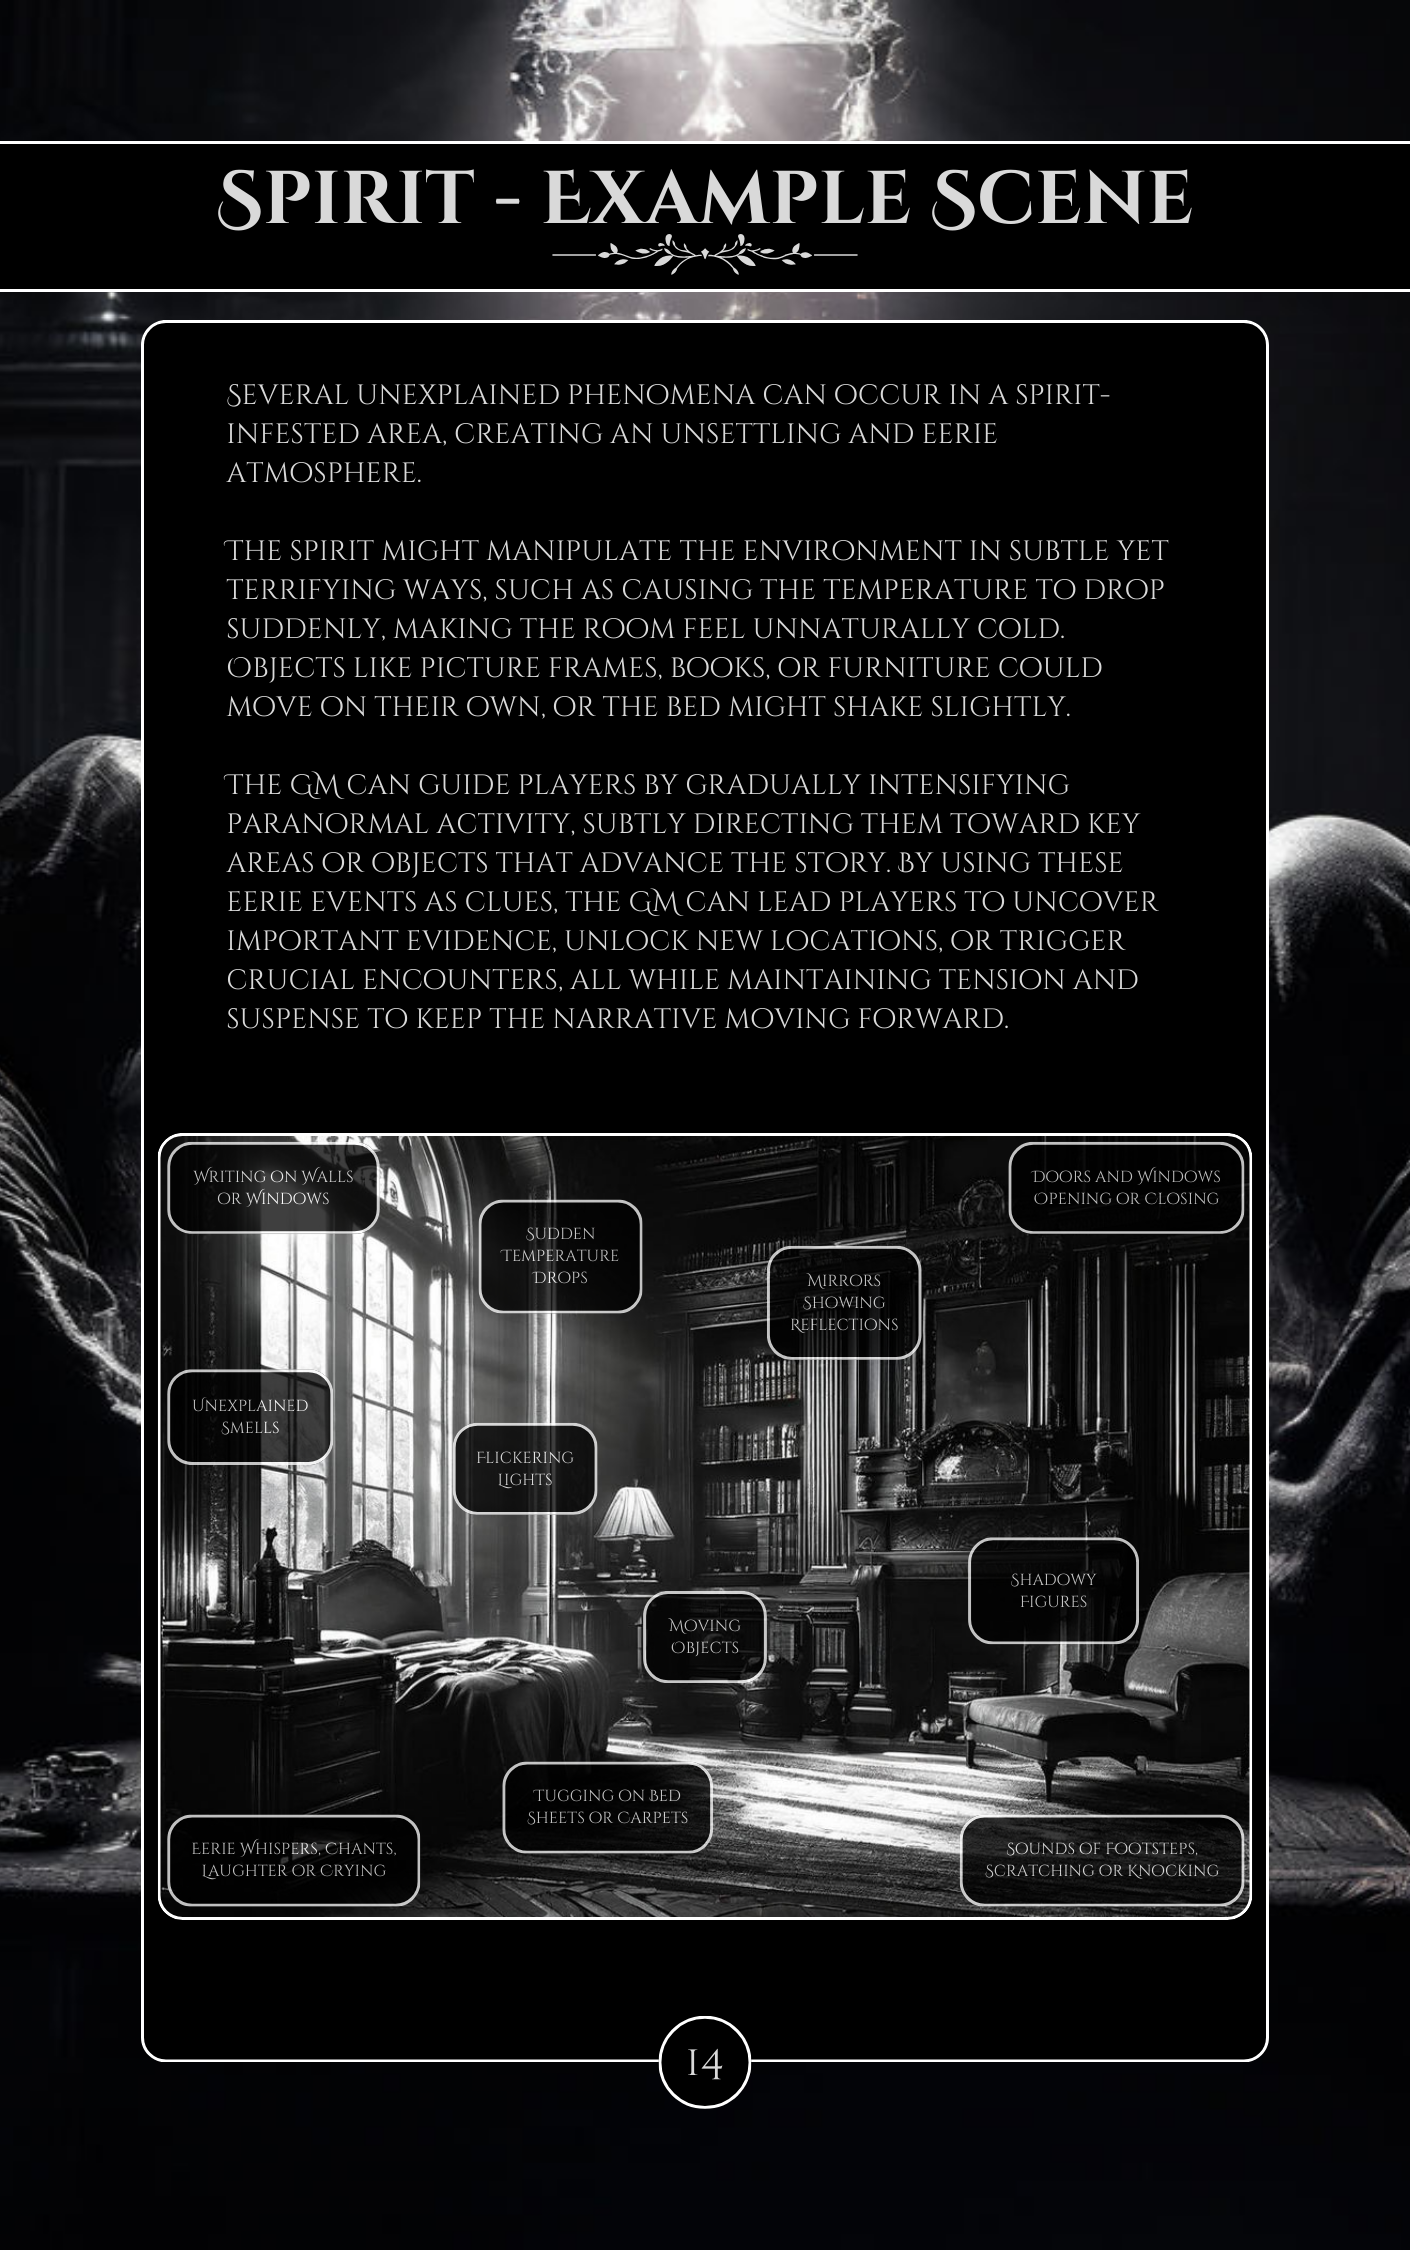 Spirit - Example Scene
Several unexplained phenomena can occur in a spirit-
infested area, creating an unsettling and eerie
atmosphere.
The spirit might manipulate the environment in subtle yet
terrifying ways, such as causing the temperature to drop
suddenly, making the room feel unnaturally cold.
Objects like picture frames, books, or furniture could
move on their own, or the bed might shake slightly.
The GM can guide players by gradually intensifying
paranormal activity, subtly directing them toward key
areas or objects that advance the story. By using these
eerie events as clues, the GM can lead players to uncover
important evidence, unlock new locations, or trigger
crucial encounters, all while maintaining tension and
suspense to keep the narrative moving forward.
Writing on Walls
or Windows
Doors and Windows
Opening or Closing
Sudden
Temperature
Drops
Mirrors
Showing
Reflections
Unexplained
Smells
Flickering
Lights
Shadowy
Figures
Moving
Objects
Tugging on Bed
Sheets or Carpets
Eerie Whispers, Chants,
Laughter or Crying
Sounds of Footsteps,
Scratching or Knocking
14